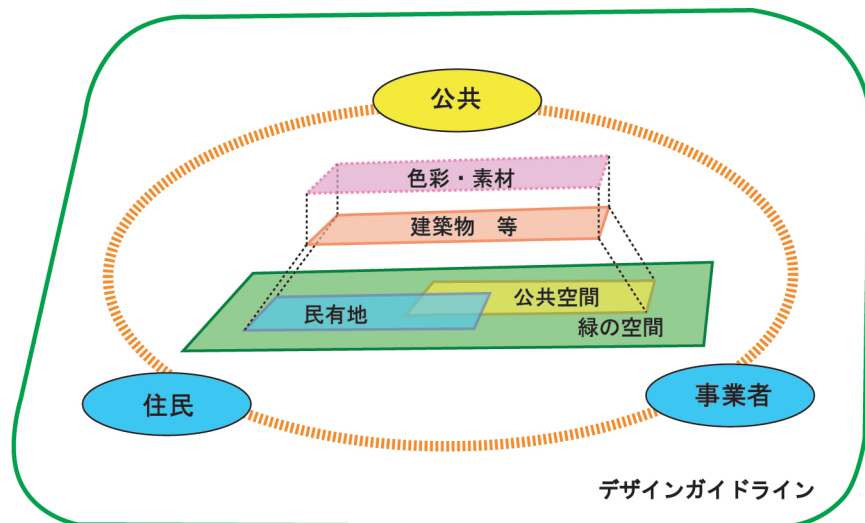 公共
色彩・素材
建築物　等
公共空間
民有地
緑の空間
住民
事業者
デザインガイドライン